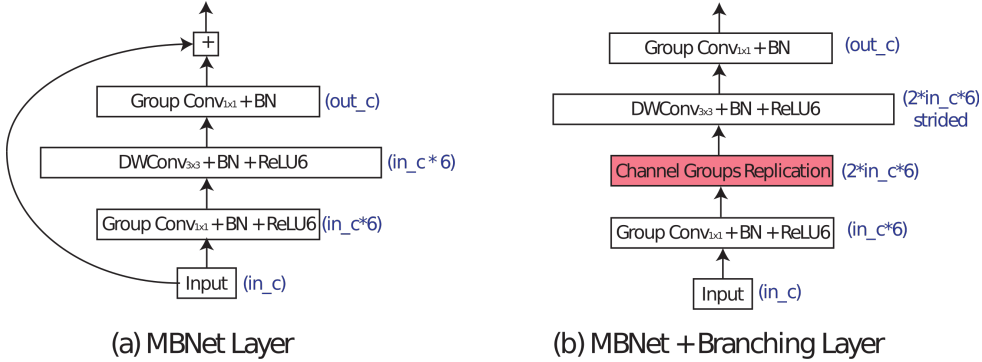 +
Group Conv1x1 + BN
(out_c)
DWConv3x3 + BN + ReLU6
(in_c * 6)
Group Conv1x1 + BN + ReLU6
(in_c*6)
Input
(in_c)
(a) MBNet Layer
Group Conv1x1 + BN
(out_c)
DWConv3x3 + BN + ReLU6
(2*in_c*6)
strided
Channel Groups Replication
(2*in_c*6)
Group Conv1x1 + BN + ReLU6
(in_c*6)
Input
(in_c)
(b) MBNet + Branching Layer